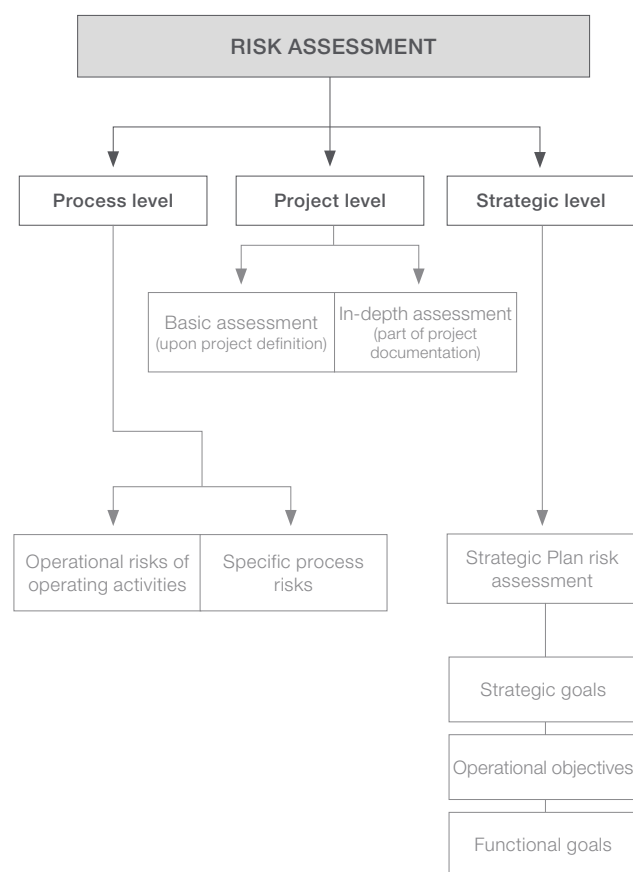 RISK ASSESSMENT
Process level
Project level
Strategic level
Basic assessment
(upon project definition)
In-depth assessment
(part of project
documentation)
Operational risks of
operating activities
Specific process
risks
Strategic Plan risk
assessment
Strategic goals
Operational objectives
Functional goals